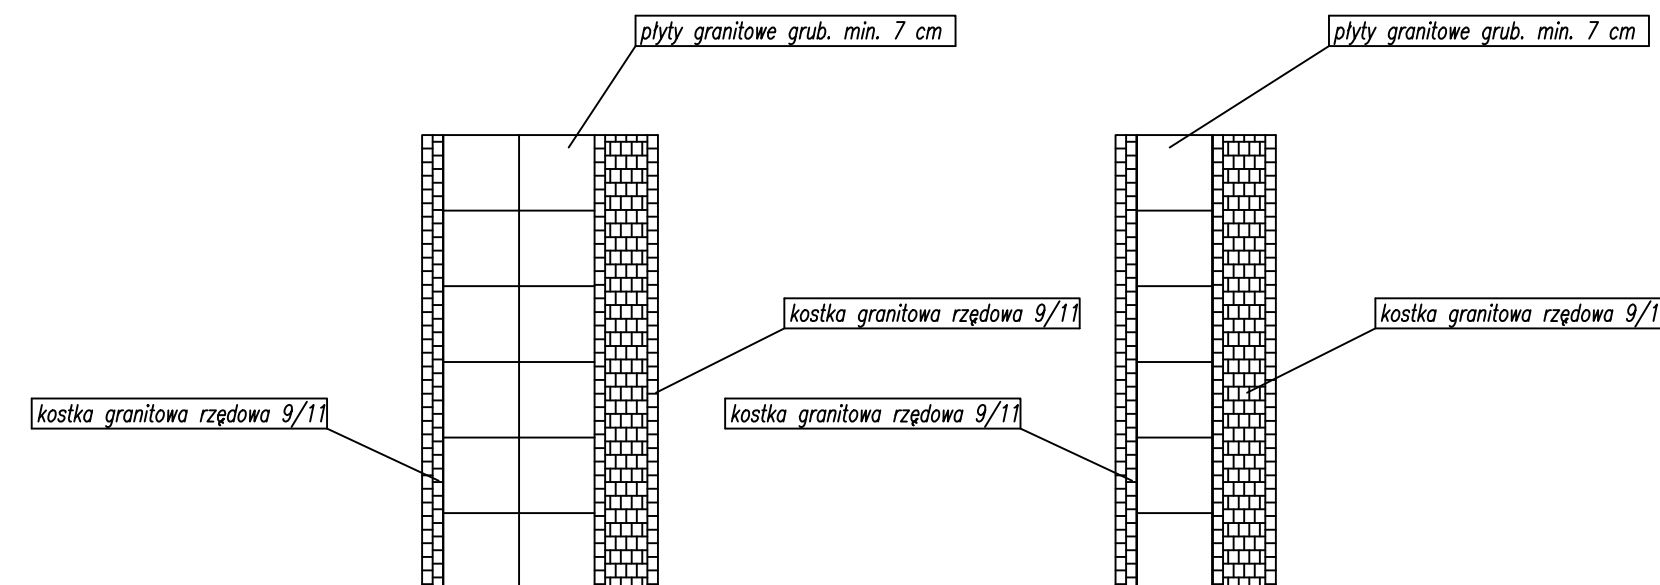 płyty granitowe grub. min. 7 cm
płyty granitowe grub. min. 7 cm
kostka granitowa rzędowa 9/11
kostka granitowa rzędowa 9/1
kostka granitowa rzędowa 9/11
kostka granitowa rzędowa 9/11